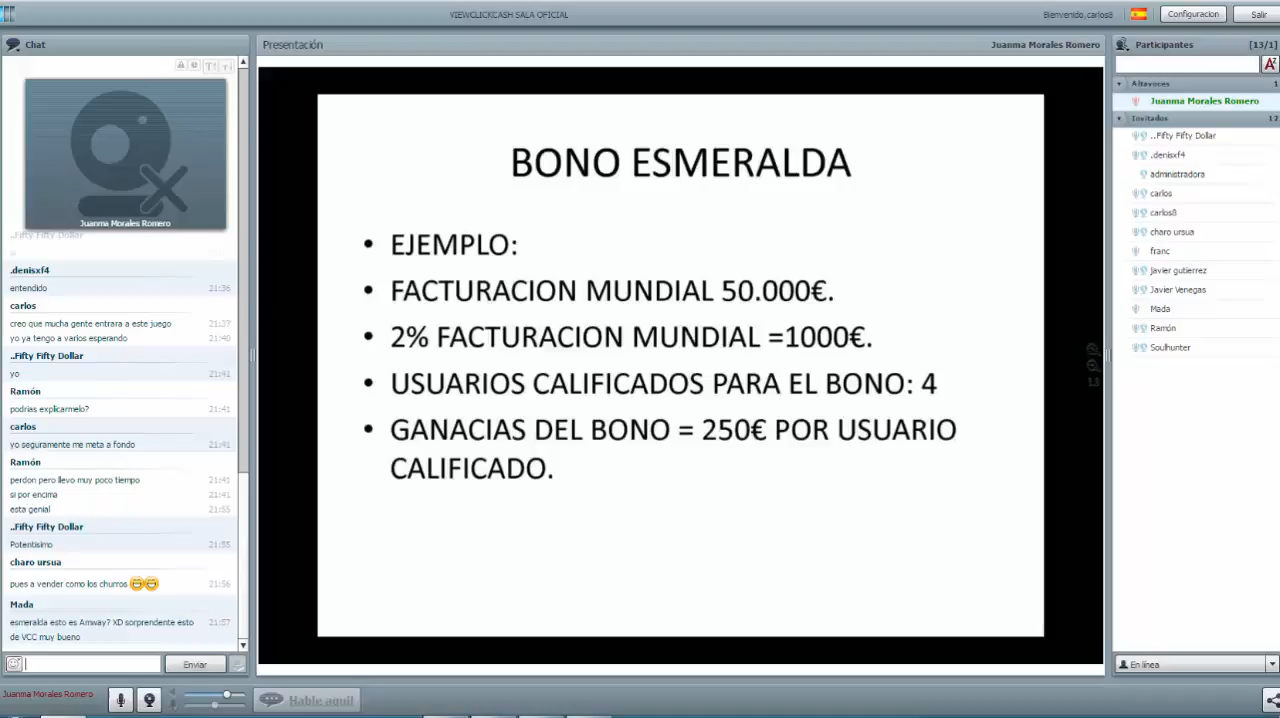 VIEWCLICKCASH SALA OFICIAL
Bienvenido, carlos8
Configuracion
Salir
Chat
Juanma Morales Romero
..Fifty Fifty Dollar
.denisxf4
entendido 21:36
carlos
creo que mucha gente entrara a este juego 21:37
yo ya tengo a varios esperando 21:40
..Fifty Fifty Dollar
yo 21:41
Ramón
podrias explicarmelo? 21:41
carlos
yo seguramente me meta a fondo 21:41
Ramón
perdon pero llevo muy poco tiempo 21:41
si por encima 21:41
esta genial 21:55
..Fifty Fifty Dollar
Potentisimo 21:55
charo ursua
pues a vender como los churros 21:56
Mada
esmeralda esto es Amway? XD sorprendente esto 21:57
de VCC muy bueno
Enviar
Juanma Morales Romero
Hable aquí!
Presentación
Juanma Morales Romero
BONO ESMERALDA
• EJEMPLO:
• FACTURACION MUNDIAL 50.000€.
• 2% FACTURACION MUNDIAL =1000€.
• USUARIOS CALIFICADOS PARA EL BONO: 4
• GANACIAS DEL BONO = 250€ POR USUARIO
CALIFICADO.
Participantes [13/1]
Altavoces 1
Juanma Morales Romero
Invitados 12
..Fifty Fifty Dollar
.denisxf4
administradora
carlos
carlos8
charo ursua
franc
Javier gutierrez
Javier Venegas
Mada
Ramón
Soulhunter
En línea